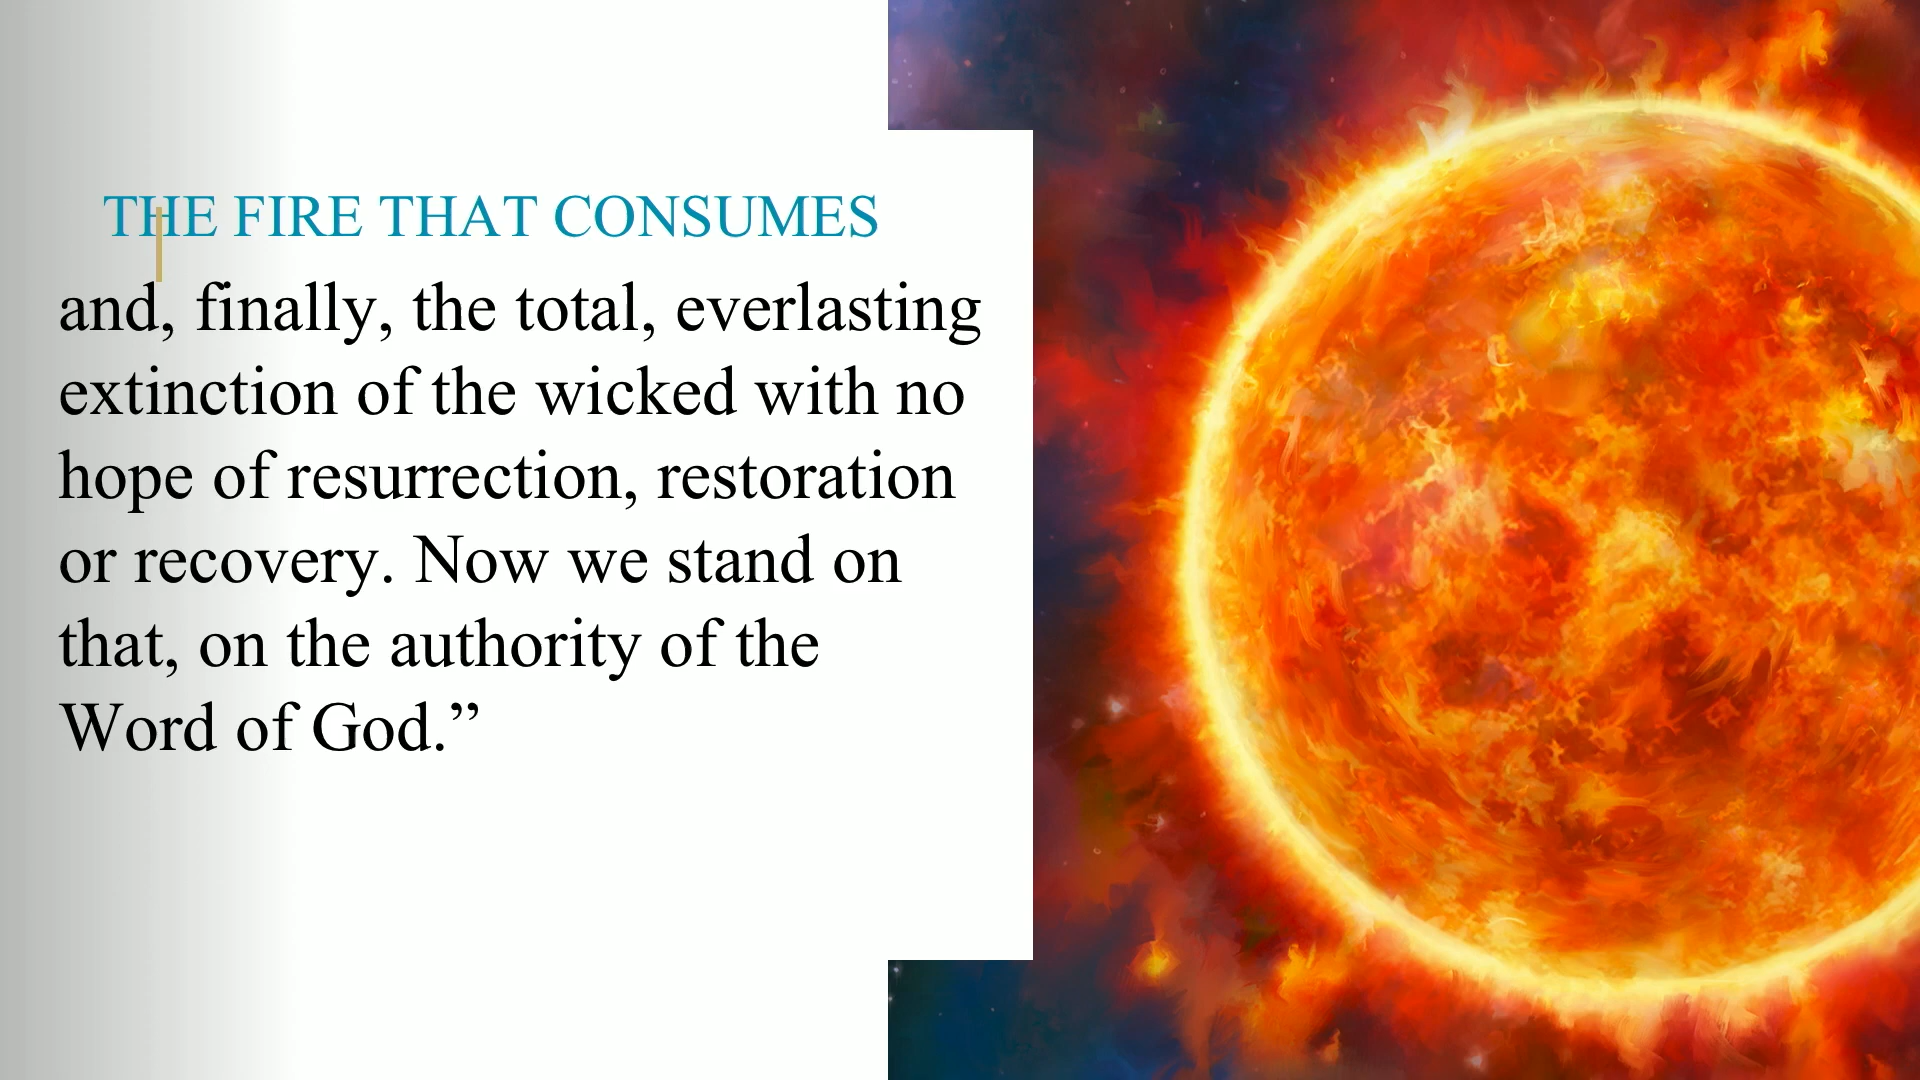 THE FIRE THAT CONSUMES
and, finally, the total, everlasting
extinction of the wicked with no
hope of resurrection, restoration
or recovery. Now we stand on
that, on the authority of the
Word of God.”